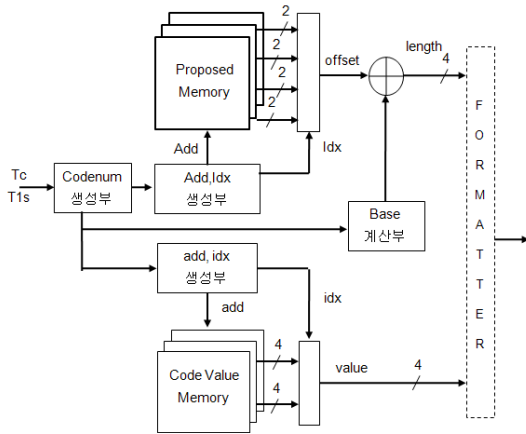 2
2
2
2
Proposed
Memory
offset
length
4
Add
Idx
Tc
T1s
Codenum
생성부
Add,Idx
생성부
Base
계산부
add, idx
생성부
add
idx
Code Value
Memory
4
4
value
4
F
O
R
M
A
T
T
E
R